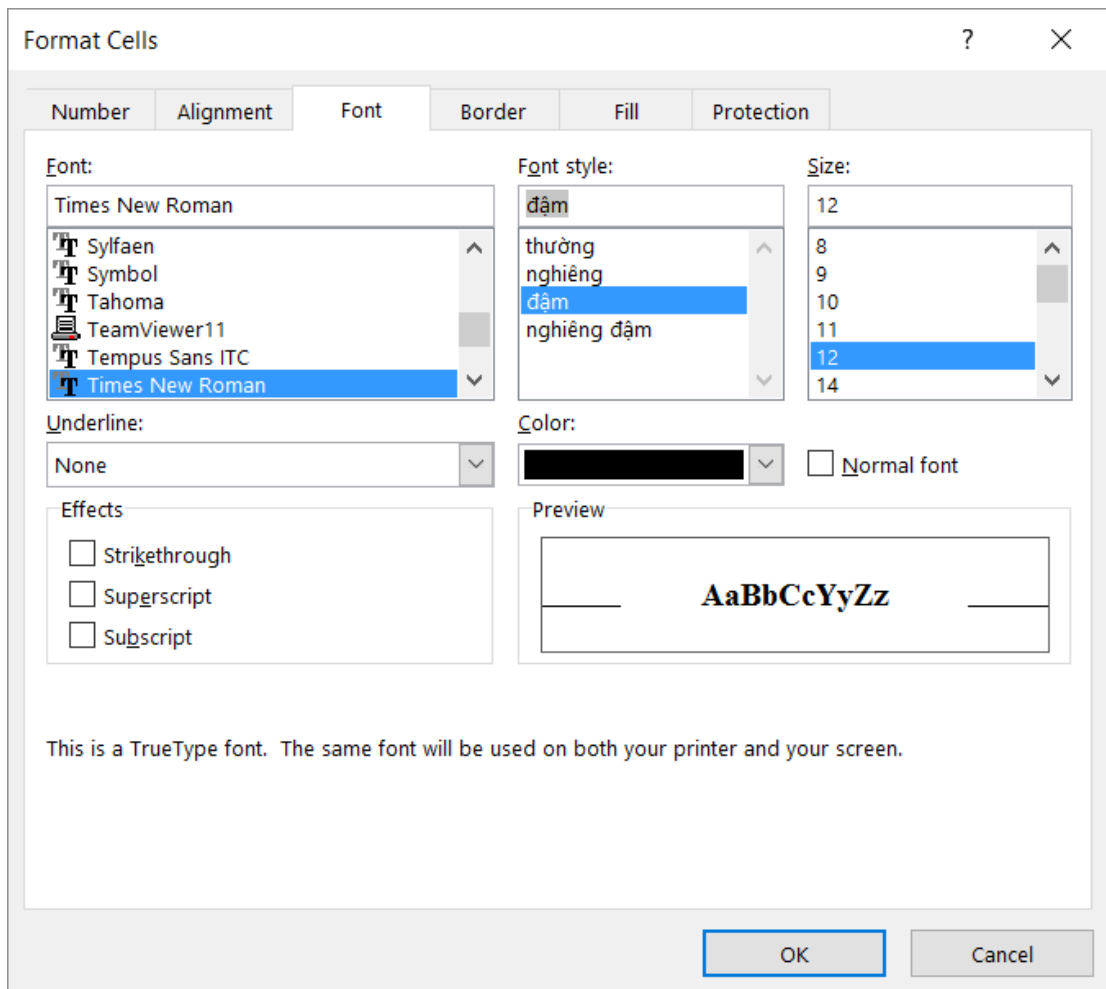 Format Cells ?
Number Alignment Font Border Fill Protection
Font: Font style: Size:
Times New Roman đậm 12
Sylfaen thường 8
Symbol nghiêng 9
Tahoma đậm 10
TeamViewer11 nghiêng đậm 11
Tempus Sans ITC 12
Times New Roman 14
Underline: Color:
None Normal font
Effects Preview
Strikethrough
Superscript AaBbCcYyZz
Subscript
This is a TrueType font. The same font will be used on both your printer and your screen.
OK Cancel